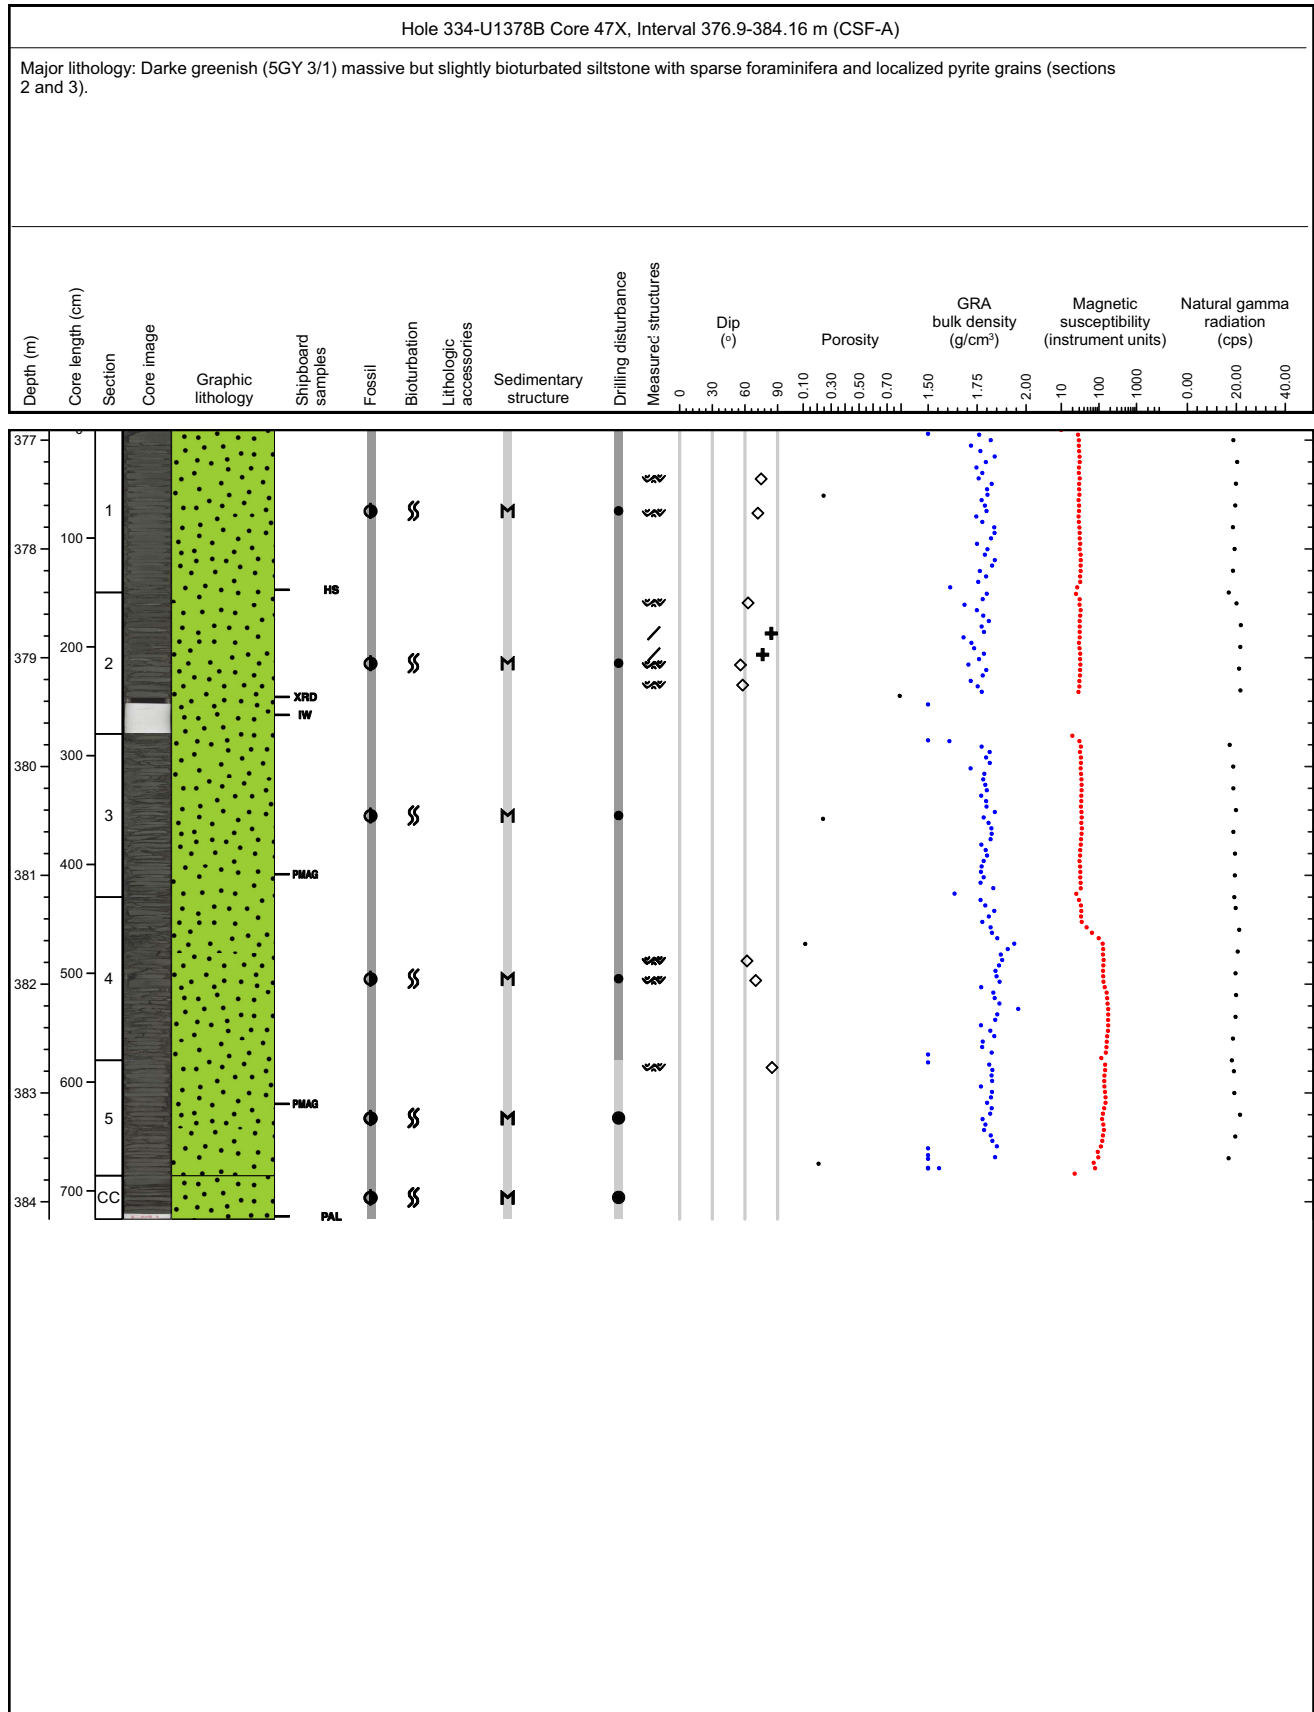 Hole 334-U1378B Core 47X, Interval 376.9-384.16 m (CSF-A)
Major lithology: Darke greenish (5GY 3/1) massive but slightly bioturbated siltstone with sparse foraminifera and localized pyrite grains (sections
2 and 3).
Depth (m)
Core length (cm)
Section
Core image
Graphic
lithology
Shipboard
samples
Fossil
Bioturbation
Lithologic
accessories
Sedimentary
structure
Drilling disturbance
Measured structures
Dip
(o)
0
30
60
90
Porosity
0.10
0.30
0.50
0.70
GRA
bulk density
(g/cm3)
1.50
1.75
2.00
Magnetic
susceptibility
(instrument units)
10
100
1000
Natural gamma
radiation
(cps)
0.00
20.00
40.00
377
378
379
380
381
382
383
384
0
100
200
300
400
500
600
700
1
2
3
4
5
CC
HS
XRD
IW
PMAG
PMAG
PAL
M
M
M
M
M
M